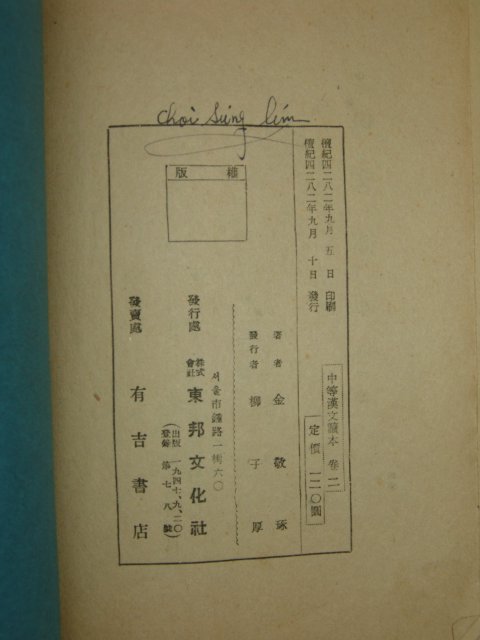 choi sung lim
檀紀四二八二年九月 五 日 印刷
檀紀四二八二年九月 十 日 發行
中等漢文讀本 卷二
定價 一二〇圓
版權
著者 金敬琢
發行者 柳子厚
서울市鐘路一街六〇
發行處 株式會社 東邦文化社
(出版 一九四七、九、二〇
登錄 第七八號)
發賣處 有吉書店